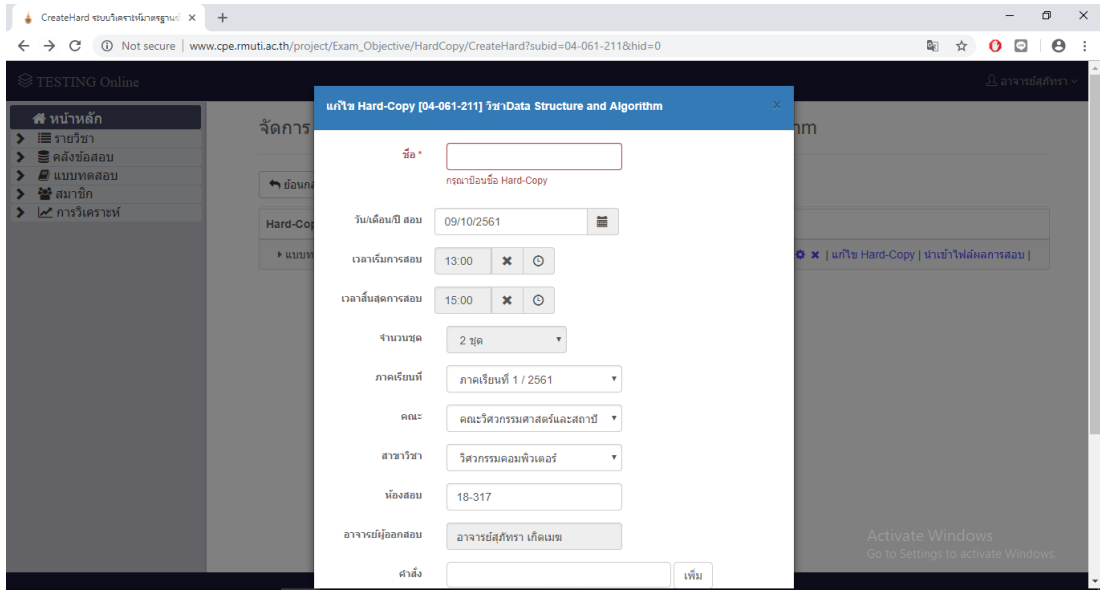 CreateHard ระบบวิเคราะห์มาตรฐานข้
Not secure | www.cpe.rmuti.ac.th/project/Exam_Objective/HardCopy/CreateHard?subid=04-061-211&hid=0
TESTING Online
อาจารย์สุภัทรา
หน้าหลัก
รายวิชา
คลังข้อสอบ
แบบทดสอบ
สมาชิก
การวิเคราะห์
จัดการ
hm
ย้อนกล
Hard-Cop
แบบท
| แก้ไข Hard-Copy | นำเข้าไฟล์ผลการสอบ |
แก้ไข Hard-Copy [04-061-211] วิชาData Structure and Algorithm
×
ชื่อ *
กรุณาป้อนชื่อ Hard-Copy
วัน/เดือน/ปี สอบ 09/10/2561
เวลาเริ่มการสอบ 13:00
เวลาสิ้นสุดการสอบ 15:00
จำนวนชุด 2 ชุด
ภาคเรียนที่ ภาคเรียนที่ 1 / 2561
คณะ คณะวิศวกรรมศาสตร์และสถาปั
สาขาวิชา วิศวกรรมคอมพิวเตอร์
ห้องสอบ 18-317
อาจารย์ผู้ออกสอบ อาจารย์สุภัทรา เกิดเมฆ
คำสั่ง เพิ่ม
Activate Windows
Go to Settings to activate Windows.